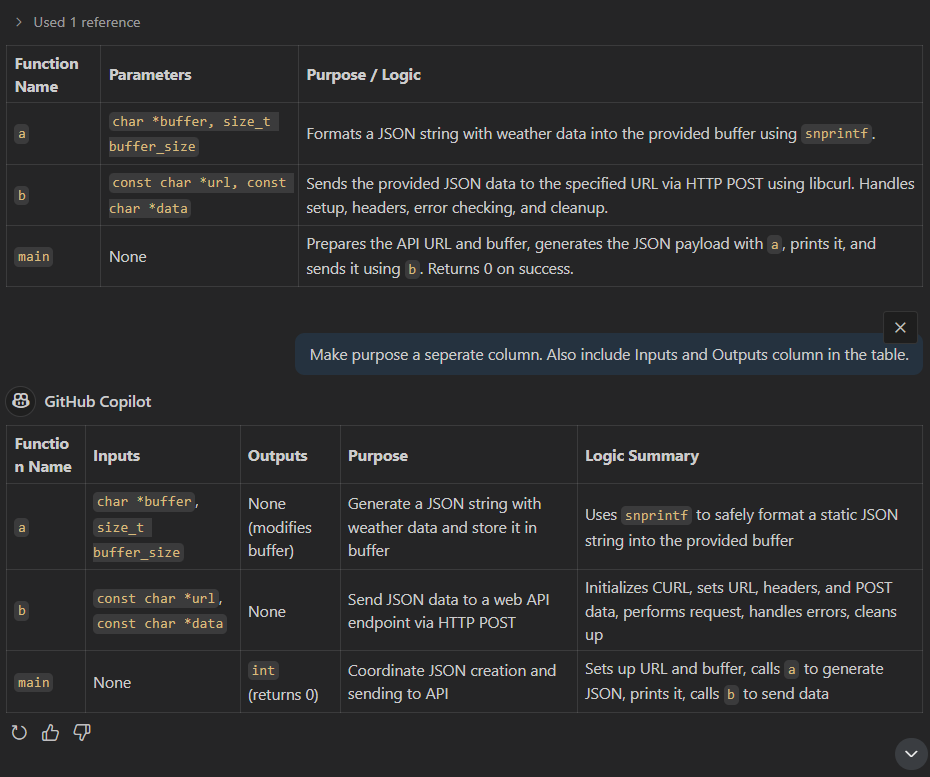 Used 1 reference
Function
Name
Parameters
Purpose / Logic
a
char *buffer, size_t
buffer_size
Formats a JSON string with weather data into the provided buffer using snprintf.
b
const char *url, const
char *data
Sends the provided JSON data to the specified URL via HTTP POST using libcurl. Handles
setup, headers, error checking, and cleanup.
main
None
Prepares the API URL and buffer, generates the JSON payload with a, prints it, and
sends it using b. Returns 0 on success.
Make purpose a seperate column. Also include Inputs and Outputs column in the table.
GitHub Copilot
Functio
n Name
Inputs
Outputs
Purpose
Logic Summary
a
char *buffer,
size_t
buffer_size
None
(modifies
buffer)
Generate a JSON string with
weather data and store it in
buffer
Uses snprintf to safely format a static JSON
string into the provided buffer
b
const char *url,
const char *data
None
Send JSON data to a web API
endpoint via HTTP POST
Initializes CURL, sets URL, headers, and POST
data, performs request, handles errors, cleans
up
main
None
int
(returns 0)
Coordinate JSON creation and
sending to API
Sets up URL and buffer, calls a to generate
JSON, prints it, calls b to send data